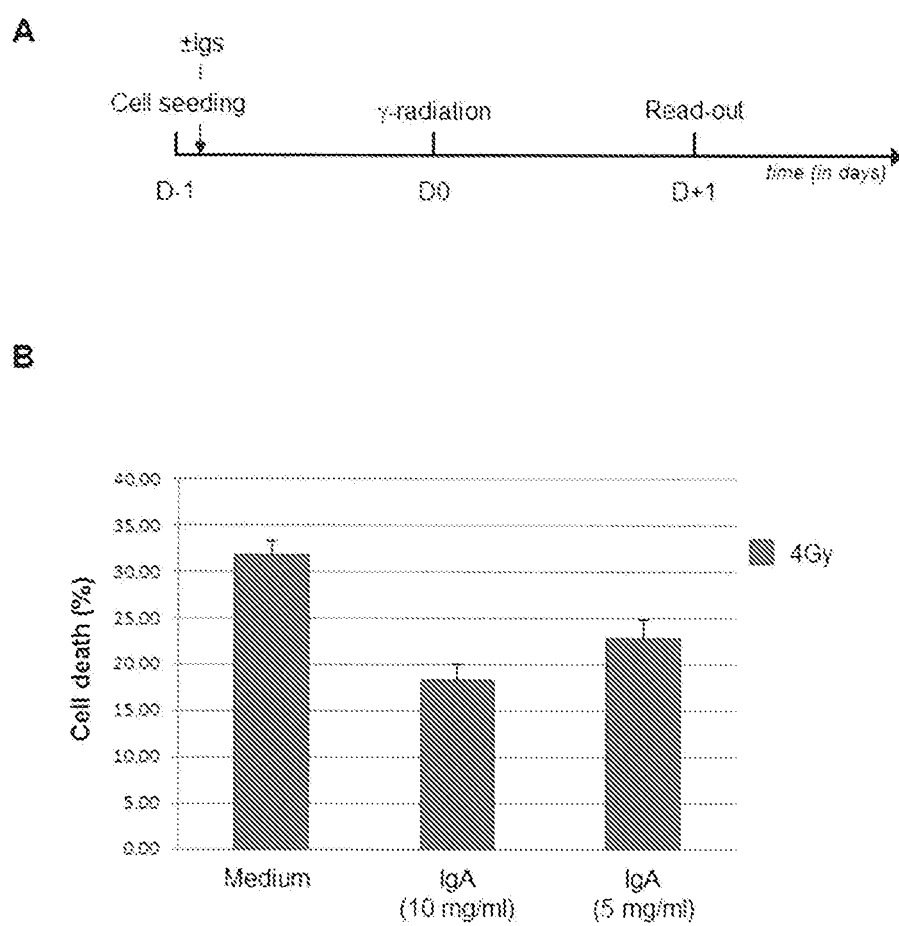 A
±Igs
Cell seeding
γ-radiation
Read-out
time (in days)
D-1
D0
D+1
B
40.00
35.00
30.00
25.00
20.00
15.00
10.00
5.00
0.00
Cell death (%)
4Gy
Medium
IgA
(10 mg/ml)
IgA
(5 mg/ml)